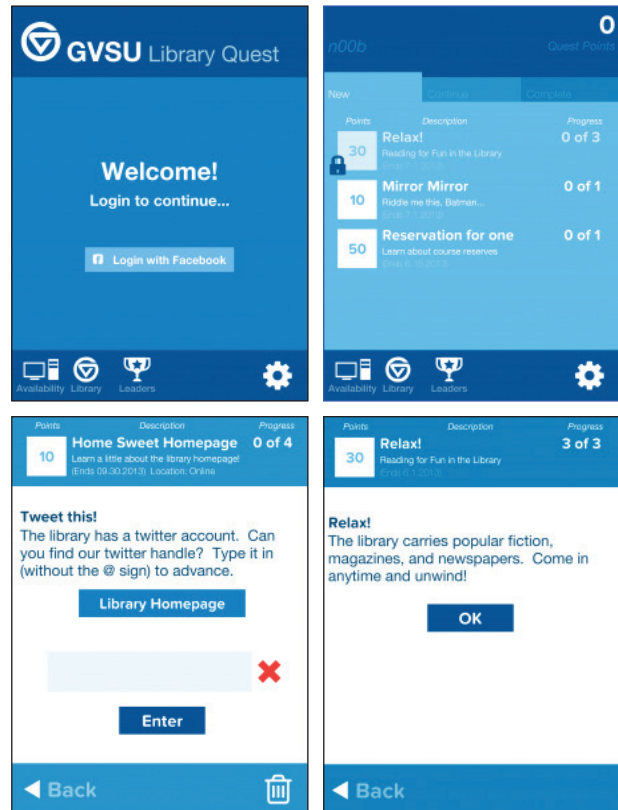 GVSU Library Quest
Welcome!
Login to continue...
f Login with Facebook
Availability Library Leaders
0
n00b Quest Points
New Continue Complete
Points Description Progress
30 Relax! 0 of 3
Reading for Fun in the Library
10 Mirror Mirror 0 of 1
Riddle me this, Batman...
50 Reservation for one 0 of 1
Learn about course reserves
Availability Library Leaders
Points Description Progress
10 Home Sweet Homepage 0 of 4
Learn a little about the library homepage!
(Ends 09.30.2013) Location: Online
Tweet this!
The library has a twitter account. Can
you find our twitter handle? Type it in
(without the @ sign) to advance.
Library Homepage
Enter
Back
Points Description Progress
30 Relax! 3 of 3
Reading for Fun in the Library
Relax!
The library carries popular fiction,
magazines, and newspapers. Come in
anytime and unwind!
OK
Back